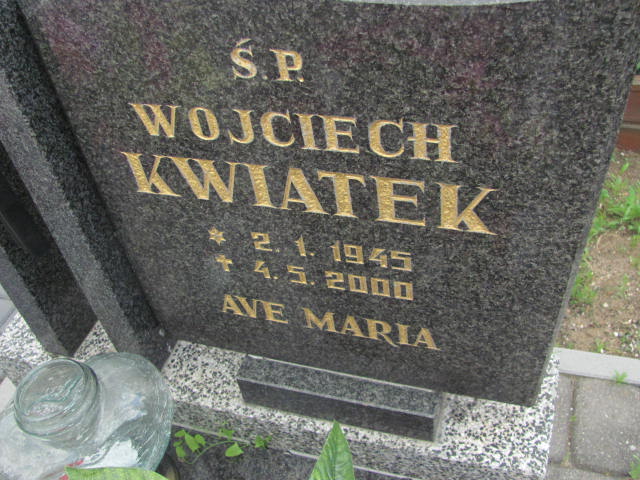 Ś.P.
WOJCIECH
KWIATEK
* 2.1.1945
✝ 4.5.2000
AVE MARIA